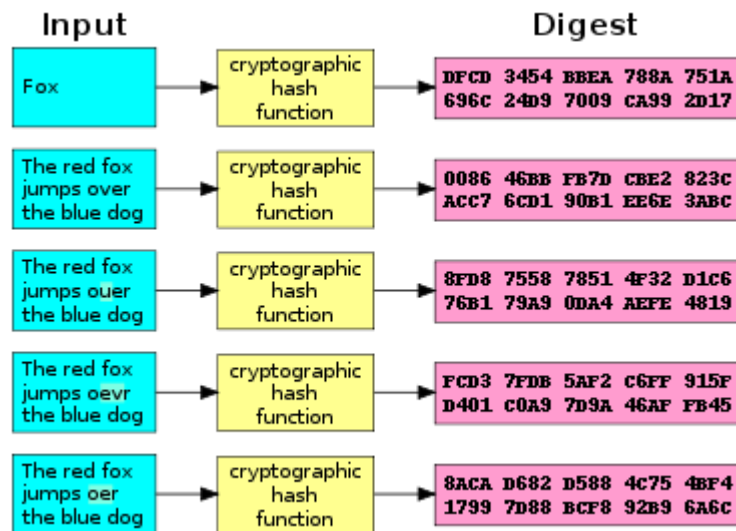 Input
Digest
Fox
cryptographic
hash
function
DFCD 3454 BBEA 788A 751A
696C 24D9 7009 CA99 2D17
The red fox
jumps over
the blue dog
cryptographic
hash
function
0086 46BB FB7D CBE2 823C
ACC7 6CD1 90B1 EE6E 3ABC
The red fox
jumps ouer
the blue dog
cryptographic
hash
function
8FD8 7558 7851 4F32 D1C6
76B1 79A9 0DA4 AEFE 4819
The red fox
jumps oevr
the blue dog
cryptographic
hash
function
FCD3 7FDB 5AF2 C6FF 915F
D401 C0A9 7D9A 46AF FB45
The red fox
jumps oer
the blue dog
cryptographic
hash
function
8ACA D682 D588 4C75 4BF4
1799 7D88 BCF8 92B9 6A6C